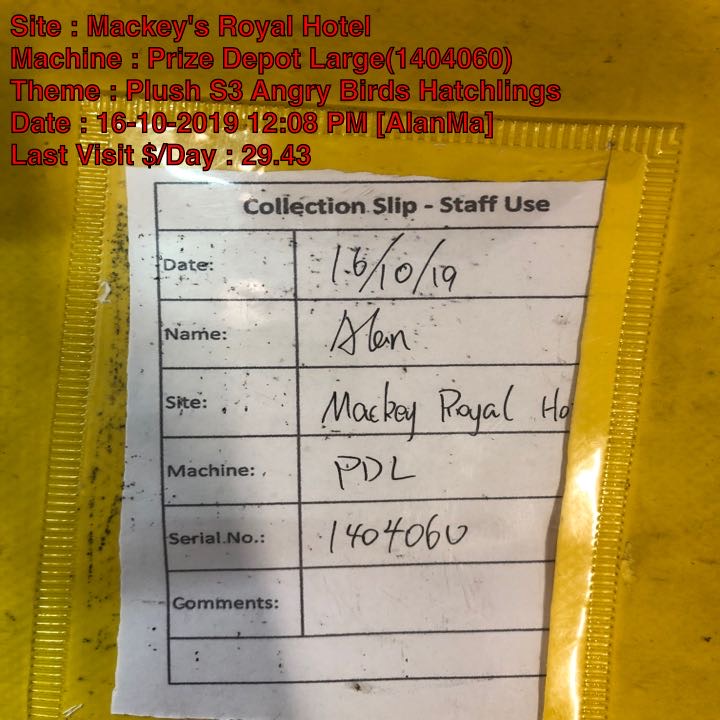 Site : Mackey's Royal Hotel
Machine : Prize Depot Large(1404060)
Theme : Plush S3 Angry Birds Hatchlings
Date : 16-10-2019 12:08 PM [AlanMa]
Last Visit $/Day : 29.43
Collection Slip - Staff Use
Date: 16/10/19
Name: Alan
Site: Mackey Royal Ho
Machine: PDL
Serial No.: 1404060
Comments:
: